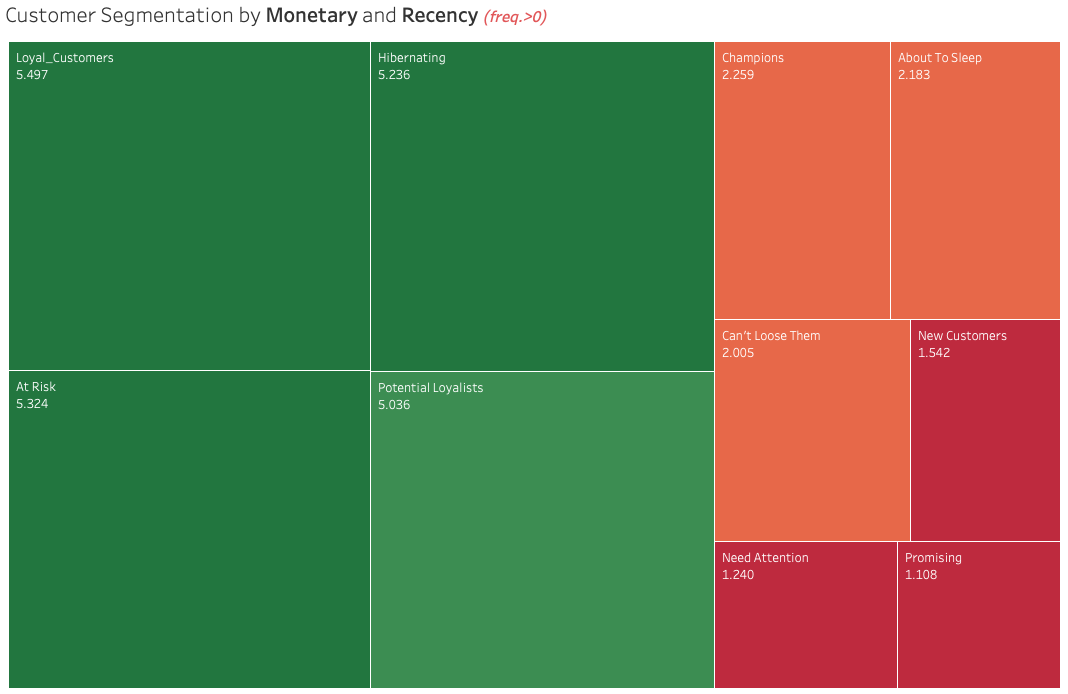 Customer Segmentation by Monetary and Recency (freq.>0)
Loyal_Customers
5.497
Hibernating
5.236
Champions
2.259
About To Sleep
2.183
Can't Loose Them
2.005
New Customers
1.542
At Risk
5.324
Potential Loyalists
5.036
Need Attention
1.240
Promising
1.108